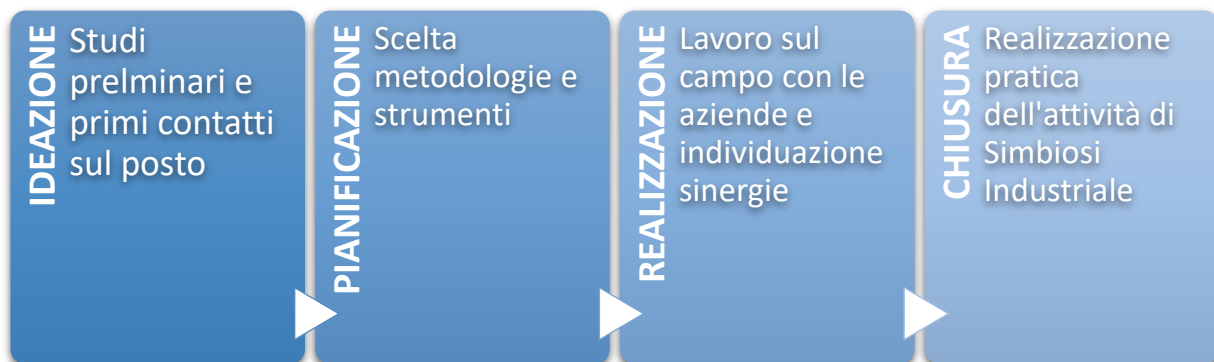 IDEAZIONE
Studi
prelminari e
primi contatti
sul posto
PIANIFICAZIONE
Scelta
metodologie e
strumenti
REALIZZAZIONE
Lavoro sul
campo con le
aziende e
individuazione
sinergie
CHIUSURA
Realizzazione
pratica
dell'attività di
Simbiosi
Industriale